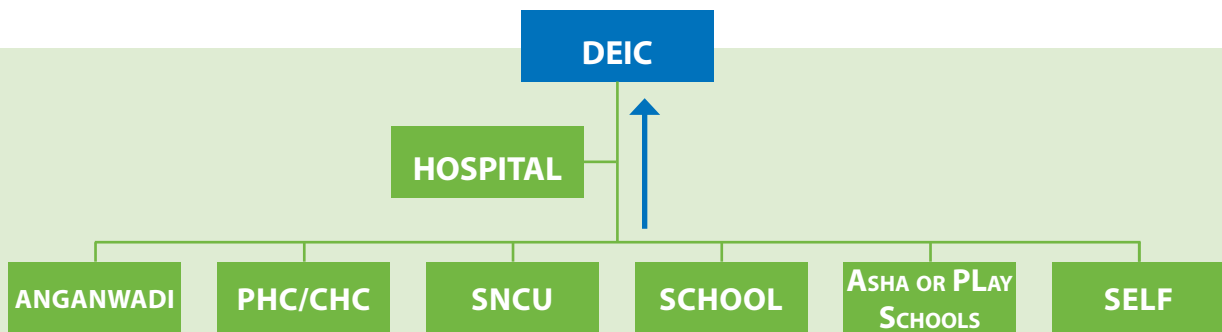 DEIC
HOSPITAL
ANGANWADI
PHC/CHC
SNCU
SCHOOL
ASHA OR PLAY
SCHOOLS
SELF